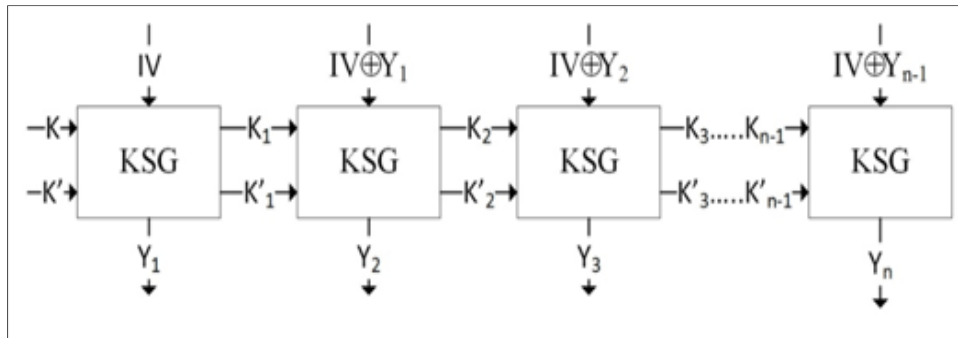 IV IV⊕Y₁ IV⊕Y₂ IV⊕Yₙ₋₁
K K₁ K₂ K₃.....Kₙ₋₁
KSG KSG KSG KSG
K' K'₁ K'₂ K'₃.....K'ₙ₋₁
Y₁ Y₂ Y₃ Yₙ